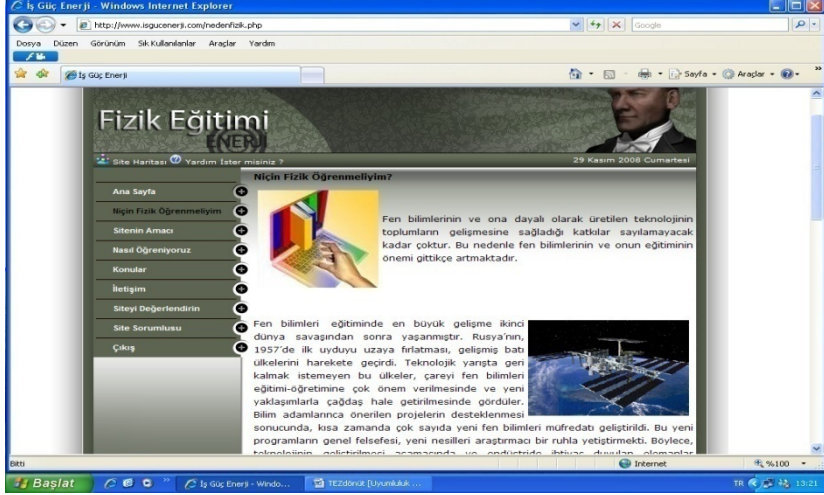 İş Güç Enerji - Windows Internet Explorer
http://www.isgucenerji.com/nedenfizik.php
Google
Dosya Düzen Görünüm Sık Kullanılanlar Araçlar Yardım
İş Güç Enerji
Sayfa Araçlar
Fizik Eğitimi
ENERJİ
Site Haritası Yardım İster misiniz ?
29 Kasım 2008 Cumartesi
Ana Sayfa
Niçin Fizik Öğrenmeliyim
Sitenin Amacı
Nasıl Öğreniyoruz
Konular
İletişim
Siteyi Değerlendirin
Site Sorumlusu
Çıkış
Niçin Fizik Öğrenmeliyim?
Fen bilimlerinin ve ona dayalı olarak üretilen teknolojinin
toplumların gelişmesine sağladığı katkılar sayılamayacak
kadar çoktur. Bu nedenle fen bilimlerinin ve onun eğitiminin
önemi gittikçe artmaktadır.
Fen bilimleri eğitiminde en büyük gelişme ikinci
dünya savaşından sonra yaşanmıştır. Rusya'nın,
1957'de ilk uyduyu uzaya fırlatması, gelişmiş batı
ülkelerini harekete geçirdi. Teknolojik yarışta geri
kalmak istemeyen bu ülkeler, çareyi fen bilimleri
eğitimi-öğretimine çok önem verilmesinde ve yeni
yaklaşımlarla çağdaş hale getirilmesinde gördüler.
Bilim adamlarınca önerilen projelerin desteklenmesi
sonucunda, kısa zamanda çok sayıda yeni fen bilimleri müfredatı geliştirildi. Bu yeni
programların genel felsefesi, yeni nesilleri araştırmacı bir ruhla yetiştirmekti. Böylece,
teknolojinin geliştirilmesi aşamasında ve endüstride ihtiyaç duyulan elemanlar
Bitti
Internet
%100
Başlat
İş Güç Enerji - Windo...
TEZdönüt [Uyumluluk ...
TR
13:21